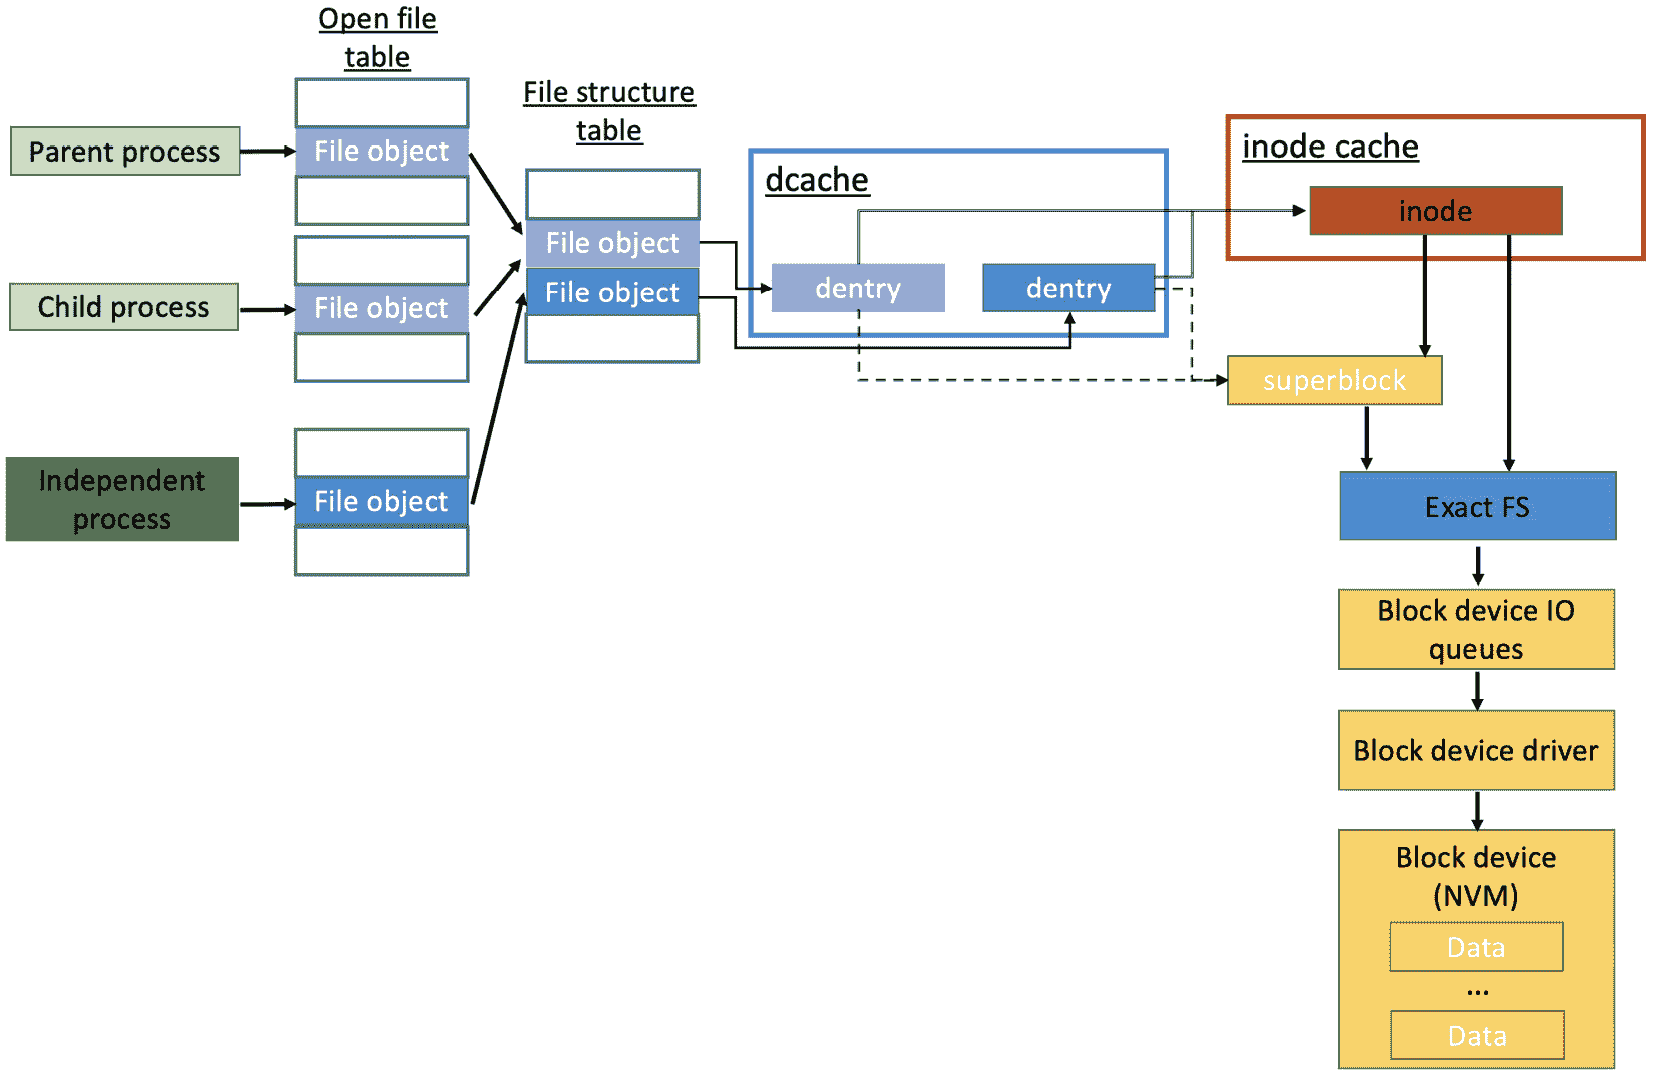 Open file
table
File structure
table
Parent process
File object
Child process
File object
Independent
process
File object
File object
File object
dcache
dentry
dentry
inode cache
inode
superblock
Exact FS
Block device IO
queues
Block device driver
Block device
(NVM)
Data
...
Data